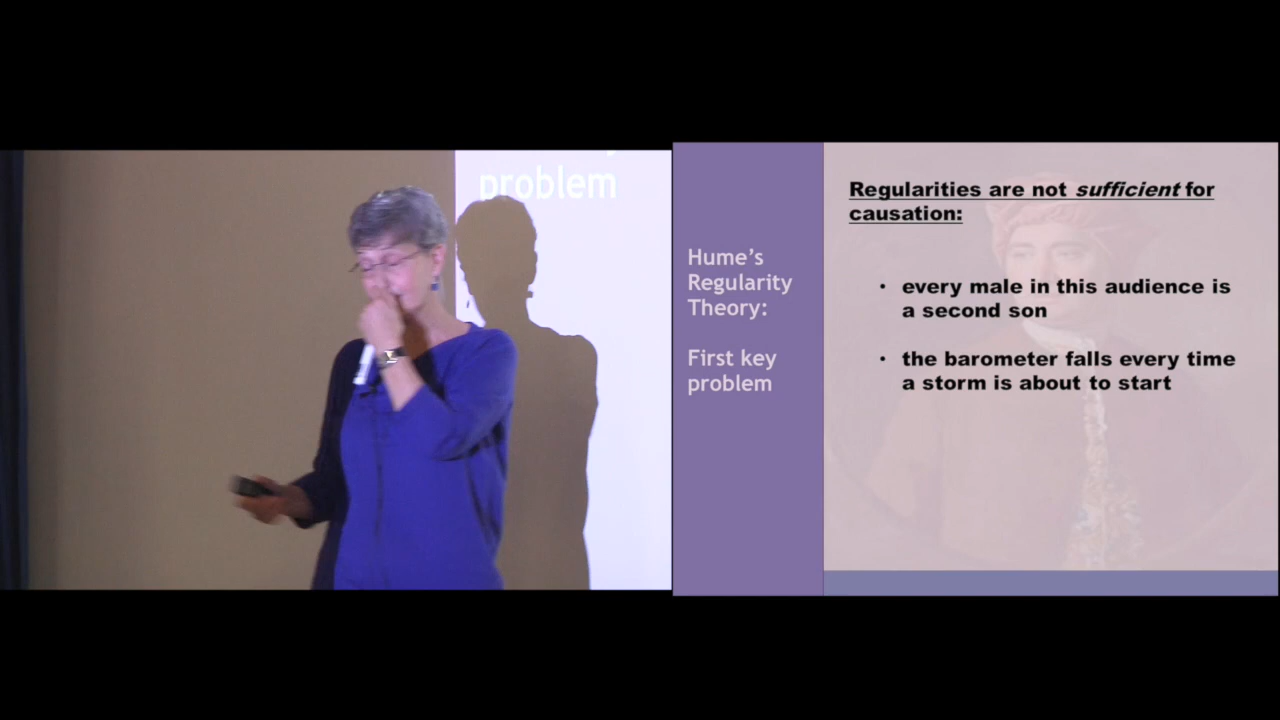 problem
Hume's
Regularity
Theory:
First key
problem
Regularities are not sufficient for
causation:
• every male in this audience is
a second son
• the barometer falls every time
a storm is about to start